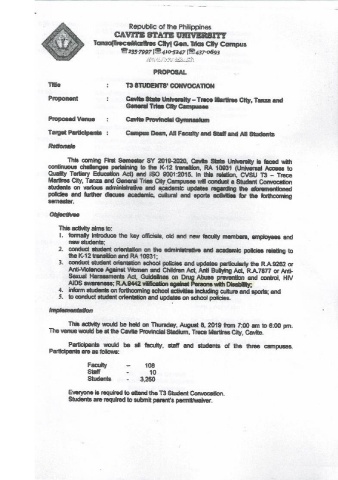 Republic of the Philippines
CAVITE STATE UNIVERSITY
Tanza|Trece Martires City| Gen. Trias City Campus
PROPOSAL
Title : T3 STUDENTS' CONVOCATION
Proponent : Cavite State University – Trece Martires City, Tanza and
General Trias City Campuses
Proposed Venue : Cavite Provincial Gymnasium
Target Participants : Campus Dean, All Faculty and Staff and All Students
Rationale
This coming First Semester SY 2019-2020, Cavite State University is faced with
continuous challenges pertaining to the K-12 transition, RA 10931 (Universal Access to
Quality Tertiary Education Act) and ISO 9001:2015. In this relation, CVSU T3 – Trece
Martires City, Tanza and General Trias City Campuses will conduct a Student Convocation
students on various administrative and academic updates regarding the aforementioned
policies and further discuss academic, cultural and sports activities for the forthcoming
semester.
Objectives
This activity aims to:
1. formally introduce the key officials, old and new faculty members, employees and
new students;
2. conduct student orientation on the administrative and academic policies relating to
the K-12 transition and RA 10931;
3. conduct student orientation school policies and updates particularly the R.A.9262 or
Anti-Violence Against Women and Children Act, Anti Bullying Act, R.A.7877 or Anti-
Sexual Harassment Act, Guidelines on Drug Abuse prevention and control, HIV
AIDS awareness; R.A.9442 vilification against Persons with Disability;
4. inform students on forthcoming school activities including culture and sports; and
5. to conduct student orientation and updates on school policies.
Implementation
This activity would be held on Thursday, August 8, 2019 from 7:00 am to 6:00 pm.
The venue would be at the Cavite Provincial Stadium, Trece Martires City, Cavite.
Participants would be all faculty, staff and students of the three campuses.
Participants are as follows:
Faculty – 108
Staff – 10
Students – 3,250
Everyone is required to attend the T3 Student Convocation.
Students are required to submit parent's permit/waiver.